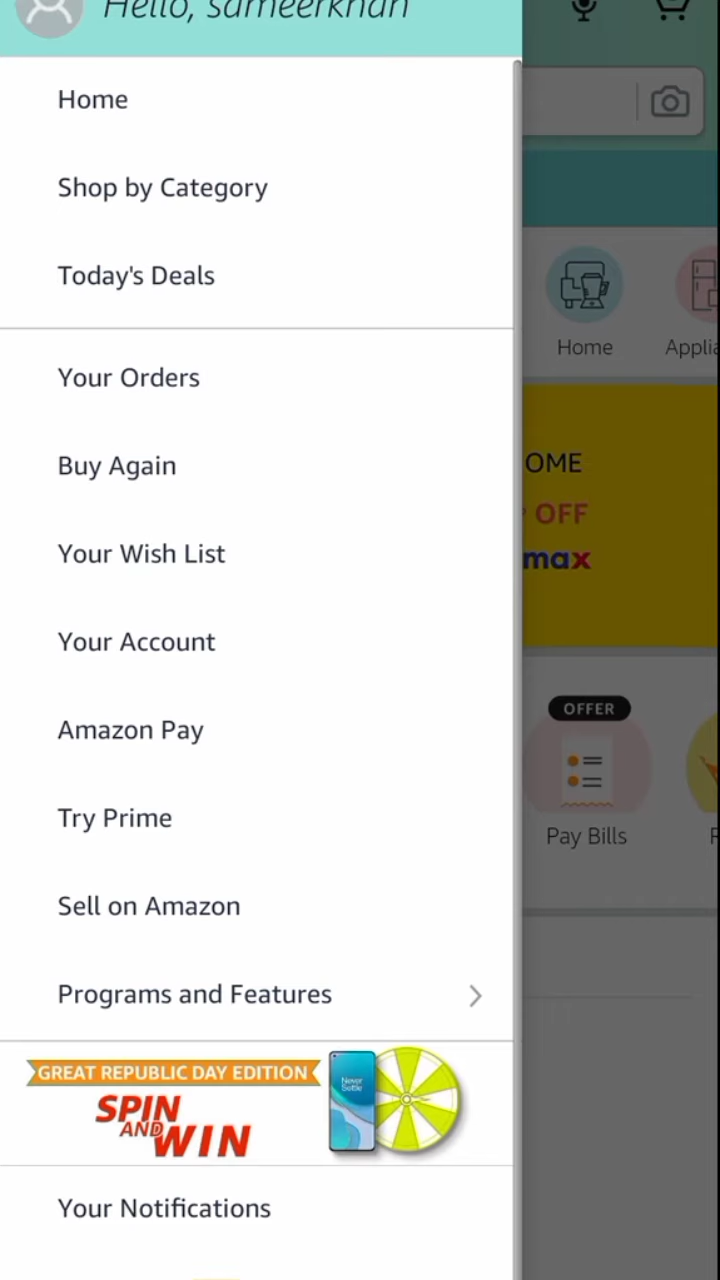 Hello, sameerkhan
Home
Shop by Category
Today's Deals
Your Orders
Buy Again
Your Wish List
Your Account
Amazon Pay
Try Prime
Sell on Amazon
Programs and Features
GREAT REPUBLIC DAY EDITION
SPIN
AND
WIN
Never
Settle
Your Notifications
Home
Applia
OME
OFF
max
OFFER
Pay Bills